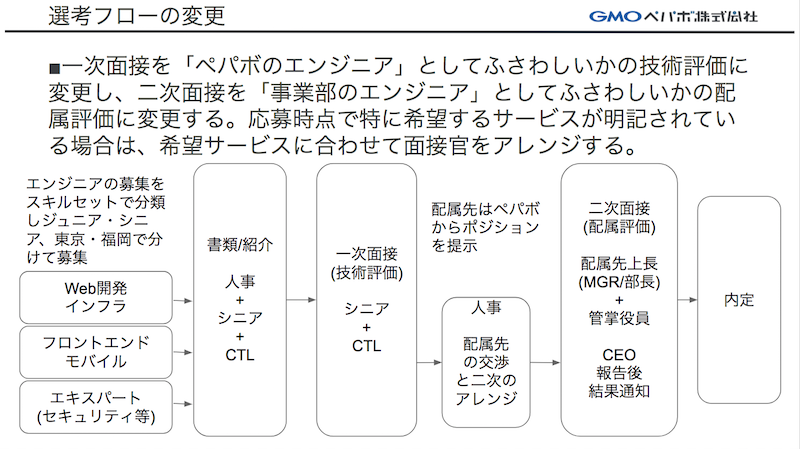 選考フローの変更
GMOペパボ株式会社
■一次面接を「ペパボのエンジニア」としてふさわしいかの技術評価に
変更し、二次面接を「事業部のエンジニア」としてふさわしいかの配
属評価に変更する。応募時点で特に希望するサービスが明記されてい
る場合は、希望サービスに合わせて面接官をアレンジする。
エンジニアの募集を
スキルセットで分類
しジュニア・シニ
ア、東京・福岡で分
けて募集
Web開発
インフラ
フロントエンド
モバイル
エキスパート
(セキュリティ等)
書類/紹介
人事
+
シニア
+
CTL
一次面接
(技術評価)
シニア
+
CTL
配属先はペパボ
からポジション
を提示
人事
配属先
の交渉
と二次の
アレンジ
二次面接
(配属評価)
配属先上長
(MGR/部長)
+
管掌役員
CEO
報告後
結果通知
内定